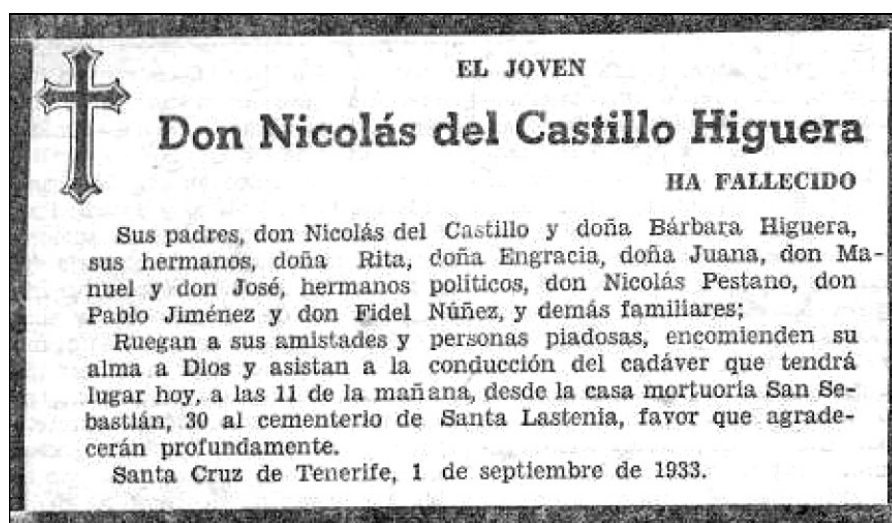 EL JOVEN
Don Nicolás del Castillo Higuera
HA FALLECIDO
Sus padres, don Nicolás del Castillo y doña Bárbara Higuera,
sus hermanos, doña Rita, doña Engracia, doña Juana, don Ma-
nuel y don José, hermanos políticos, don Nicolás Pestano, don
Pablo Jiménez y don Fidel Núñez, y demás familiares;
Ruegan a sus amistades y personas piadosas, encomienden su
alma a Dios y asistan a la conducción del cadáver que tendrá
lugar hoy, a las 11 de la mañana, desde la casa mortuoria San Se-
bastián, 30 al cementerio de Santa Lastenia, favor que agrade-
cerán profundamente.
Santa Cruz de Tenerife, 1 de septiembre de 1933.